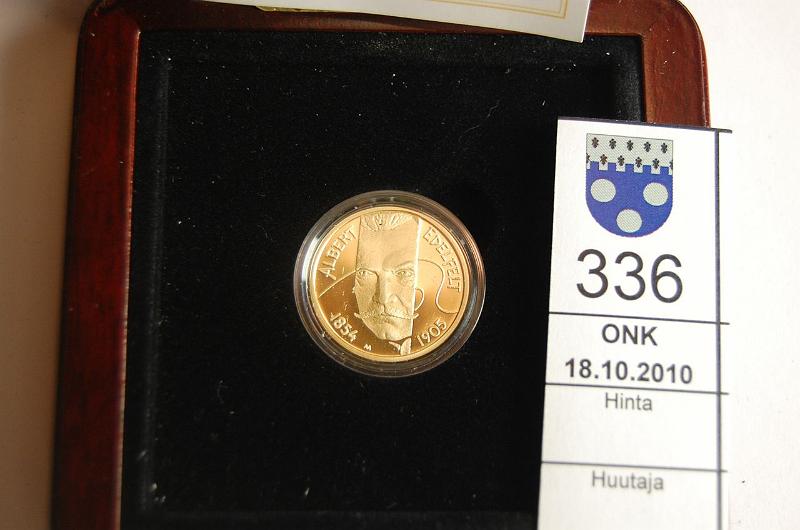 ALBERT EDELFELT
1854 M 1905
336
ONK
18.10.2010
Hinta
Huutaja